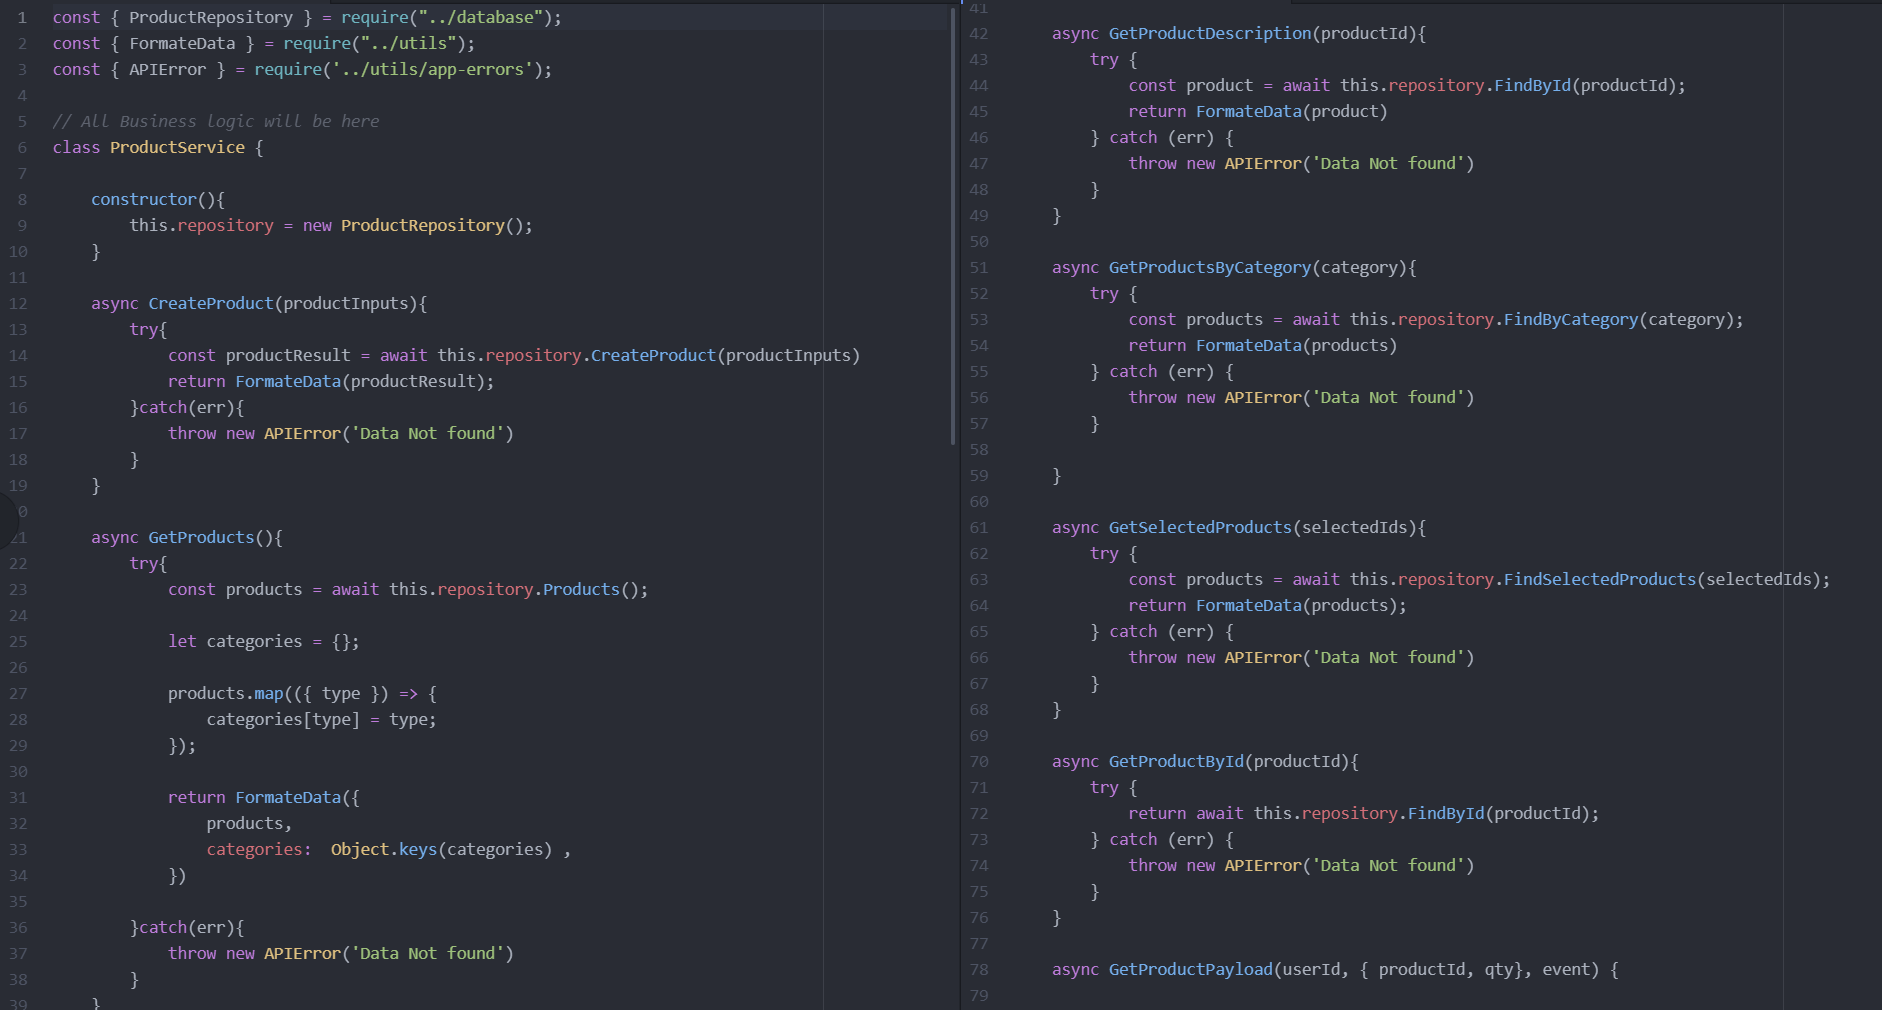 1 const { ProductRepository } = require("../database");
2 const { FormateData } = require("../utils");
3 const { APIError } = require('../utils/app-errors');
4
5 // All Business logic will be here
6 class ProductService {
7
8     constructor(){
9         this.repository = new ProductRepository();
10     }
11
12     async CreateProduct(productInputs){
13         try{
14             const productResult = await this.repository.CreateProduct(productInputs)
15             return FormateData(productResult);
16         }catch(err){
17             throw new APIError('Data Not found')
18         }
19     }
0
21     async GetProducts(){
22         try{
23             const products = await this.repository.Products();
24
25             let categories = {};
26
27             products.map(({ type }) => {
28                 categories[type] = type;
29             });
30
31             return FormateData({
32                 products,
33                 categories:  Object.keys(categories) ,
34             })
35
36         }catch(err){
37             throw new APIError('Data Not found')
38         }
39     }
41
42     async GetProductDescription(productId){
43         try {
44             const product = await this.repository.FindById(productId);
45             return FormateData(product)
46         } catch (err) {
47             throw new APIError('Data Not found')
48         }
49     }
50
51     async GetProductsByCategory(category){
52         try {
53             const products = await this.repository.FindByCategory(category);
54             return FormateData(products)
55         } catch (err) {
56             throw new APIError('Data Not found')
57         }
58
59     }
60
61     async GetSelectedProducts(selectedIds){
62         try {
63             const products = await this.repository.FindSelectedProducts(selectedIds);
64             return FormateData(products);
65         } catch (err) {
66             throw new APIError('Data Not found')
67         }
68     }
69
70     async GetProductById(productId){
71         try {
72             return await this.repository.FindById(productId);
73         } catch (err) {
74             throw new APIError('Data Not found')
75         }
76     }
77
78     async GetProductPayload(userId, { productId, qty}, event) {
79